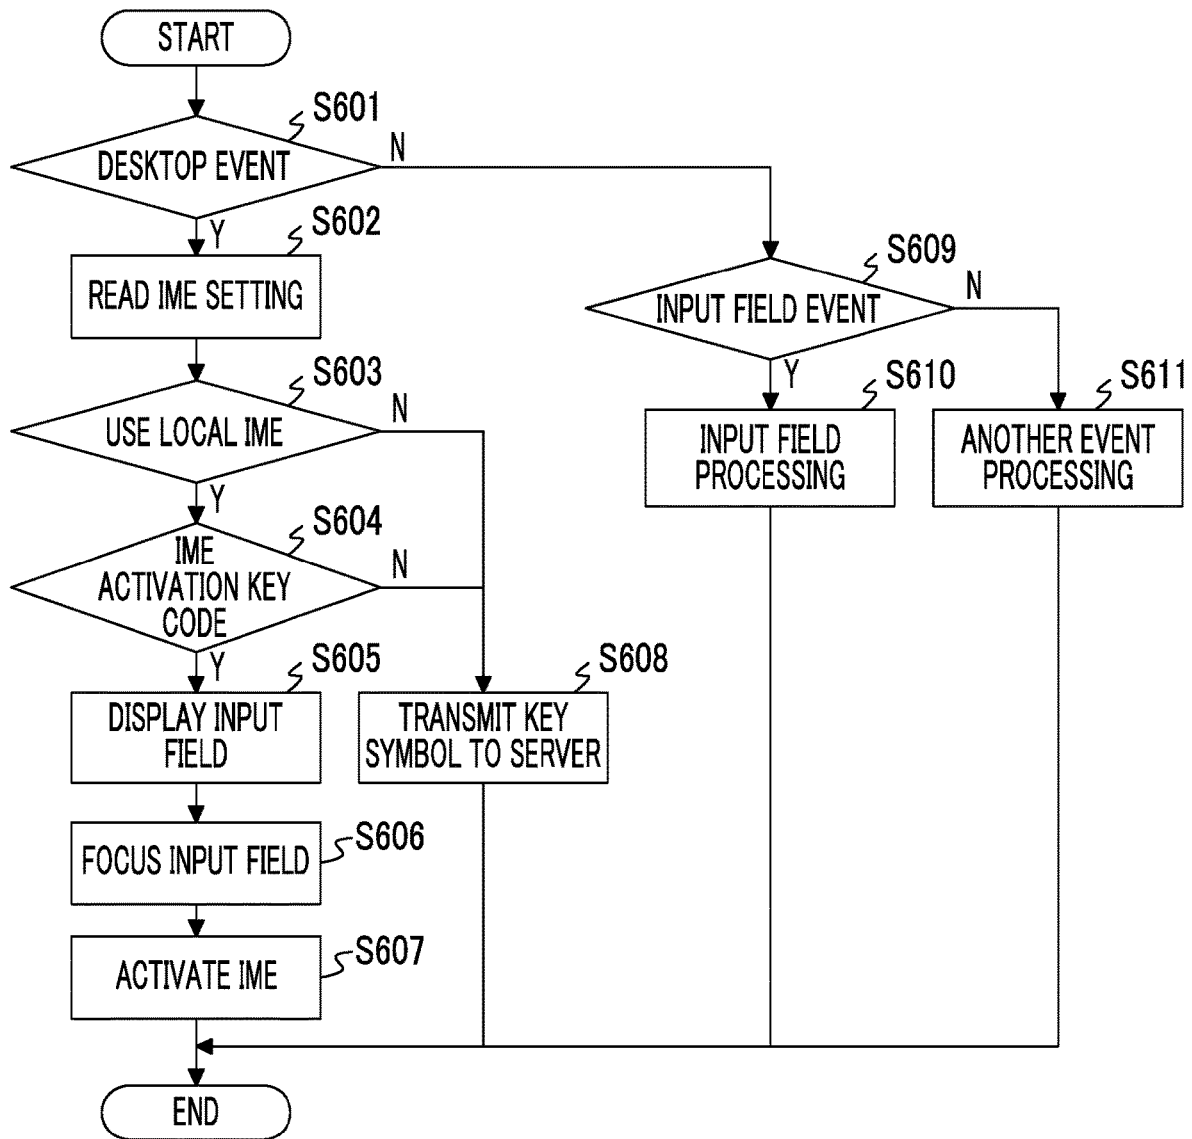 START
S601
DESKTOP EVENT
N
Y
S602
READ IME SETTING
S609
INPUT FIELD EVENT
N
Y
S603
USE LOCAL IME
N
Y
S610
INPUT FIELD
PROCESSING
S611
ANOTHER EVENT
PROCESSING
S604
IME
ACTIVATION KEY
CODE
N
Y
S605
DISPLAY INPUT
FIELD
S608
TRANSMIT KEY
SYMBOL TO SERVER
S606
FOCUS INPUT FIELD
S607
ACTIVATE IME
END